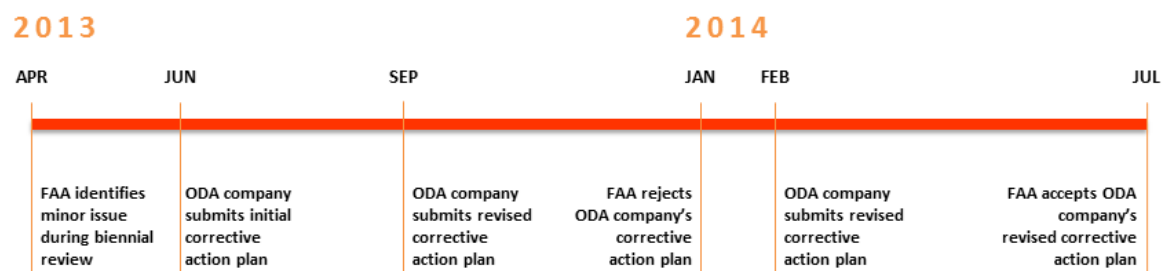 2013
2014
APR
JUN
SEP
JAN
FEB
JUL
FAA identifies
minor issue
during biennial
review
ODA company
submits initial
corrective
action plan
ODA company
submits revised
corrective
action plan
FAA rejects
ODA company's
corrective
action plan
ODA company
submits revised
corrective
action plan
FAA accepts ODA
company's
revised corrective
action plan